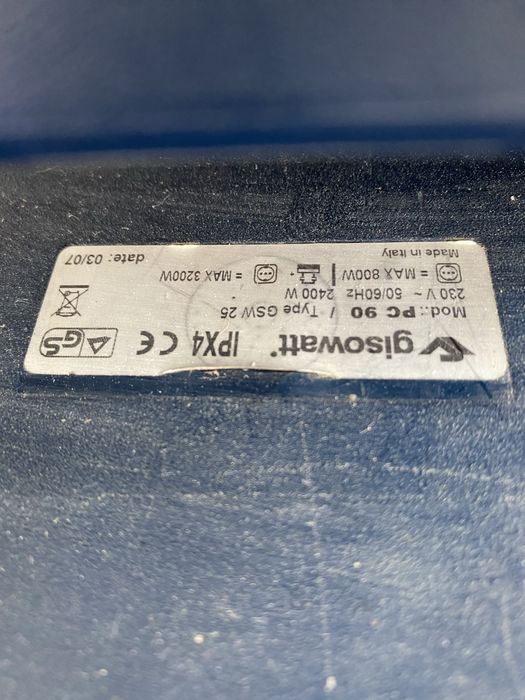 gisowatt IPX4 CE GS
Mod.: PC 90 / Type GSW 25
230 V ~ 50/60Hz 2400 W
= MAX 800W = MAX 3200W
Made in Italy date: 03/07